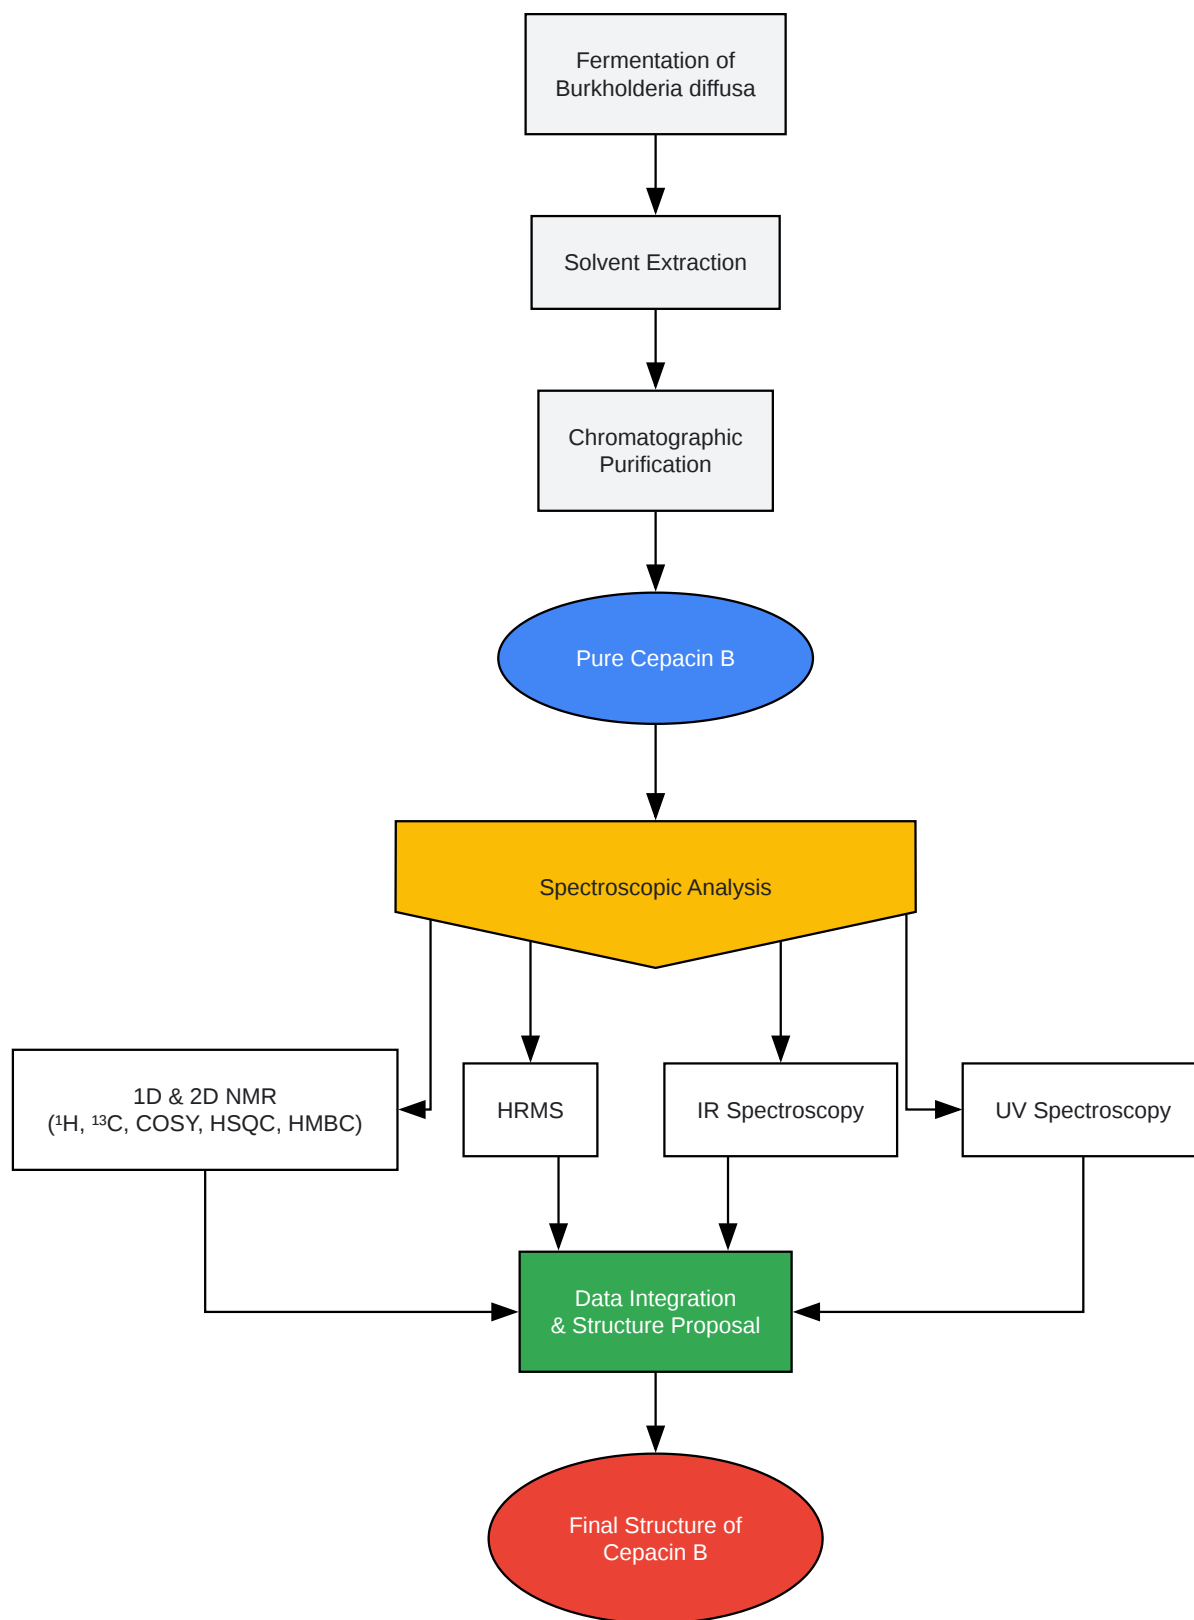 Fermentation of
Burkholderia diffusa
Solvent Extraction
Chromatographic
Purification
Pure Cepacin B
Spectroscopic Analysis
1D & 2D NMR
(¹H, ¹³C, COSY, HSQC, HMBC)
HRMS
IR Spectroscopy
UV Spectroscopy
Data Integration
& Structure Proposal
Final Structure of
Cepacin B